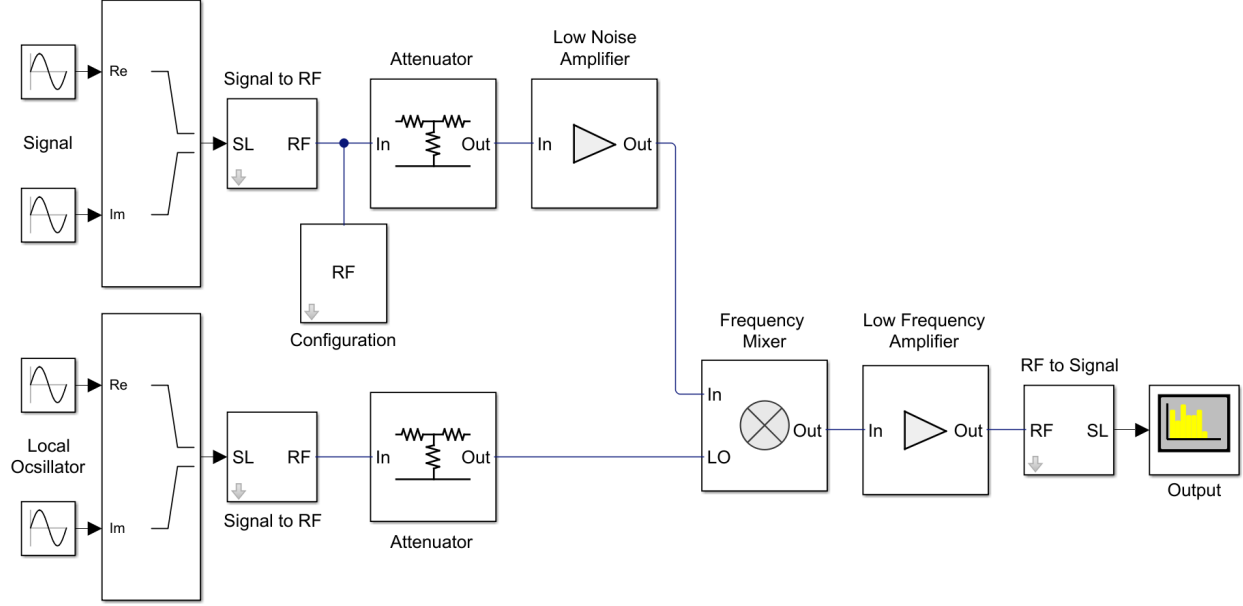 Re
Signal
Im
Signal to RF
SL
RF
RF
Configuration
Attenuator
In
Out
Low Noise
Amplifier
In
Out
Re
Local
Ocsillator
Im
SL
RF
Signal to RF
In
Out
Attenuator
Frequency
Mixer
In
LO
Out
Low Frequency
Amplifier
In
Out
RF to Signal
RF
SL
Output